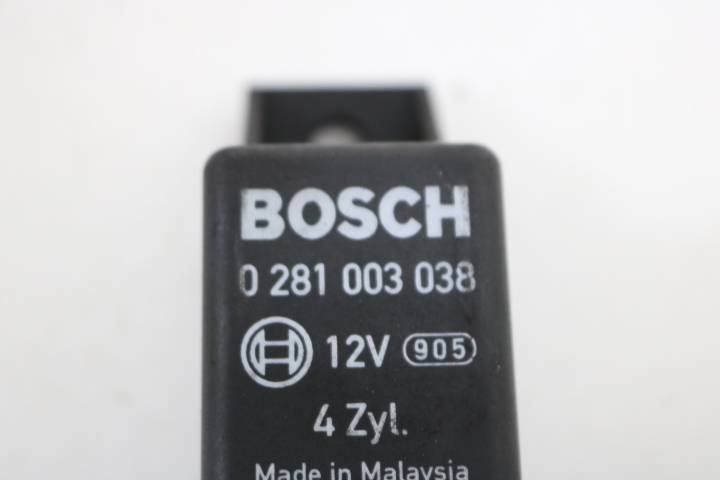 BOSCH
0 281 003 038
12V 905
4 Zyl.
Made in Malaysia